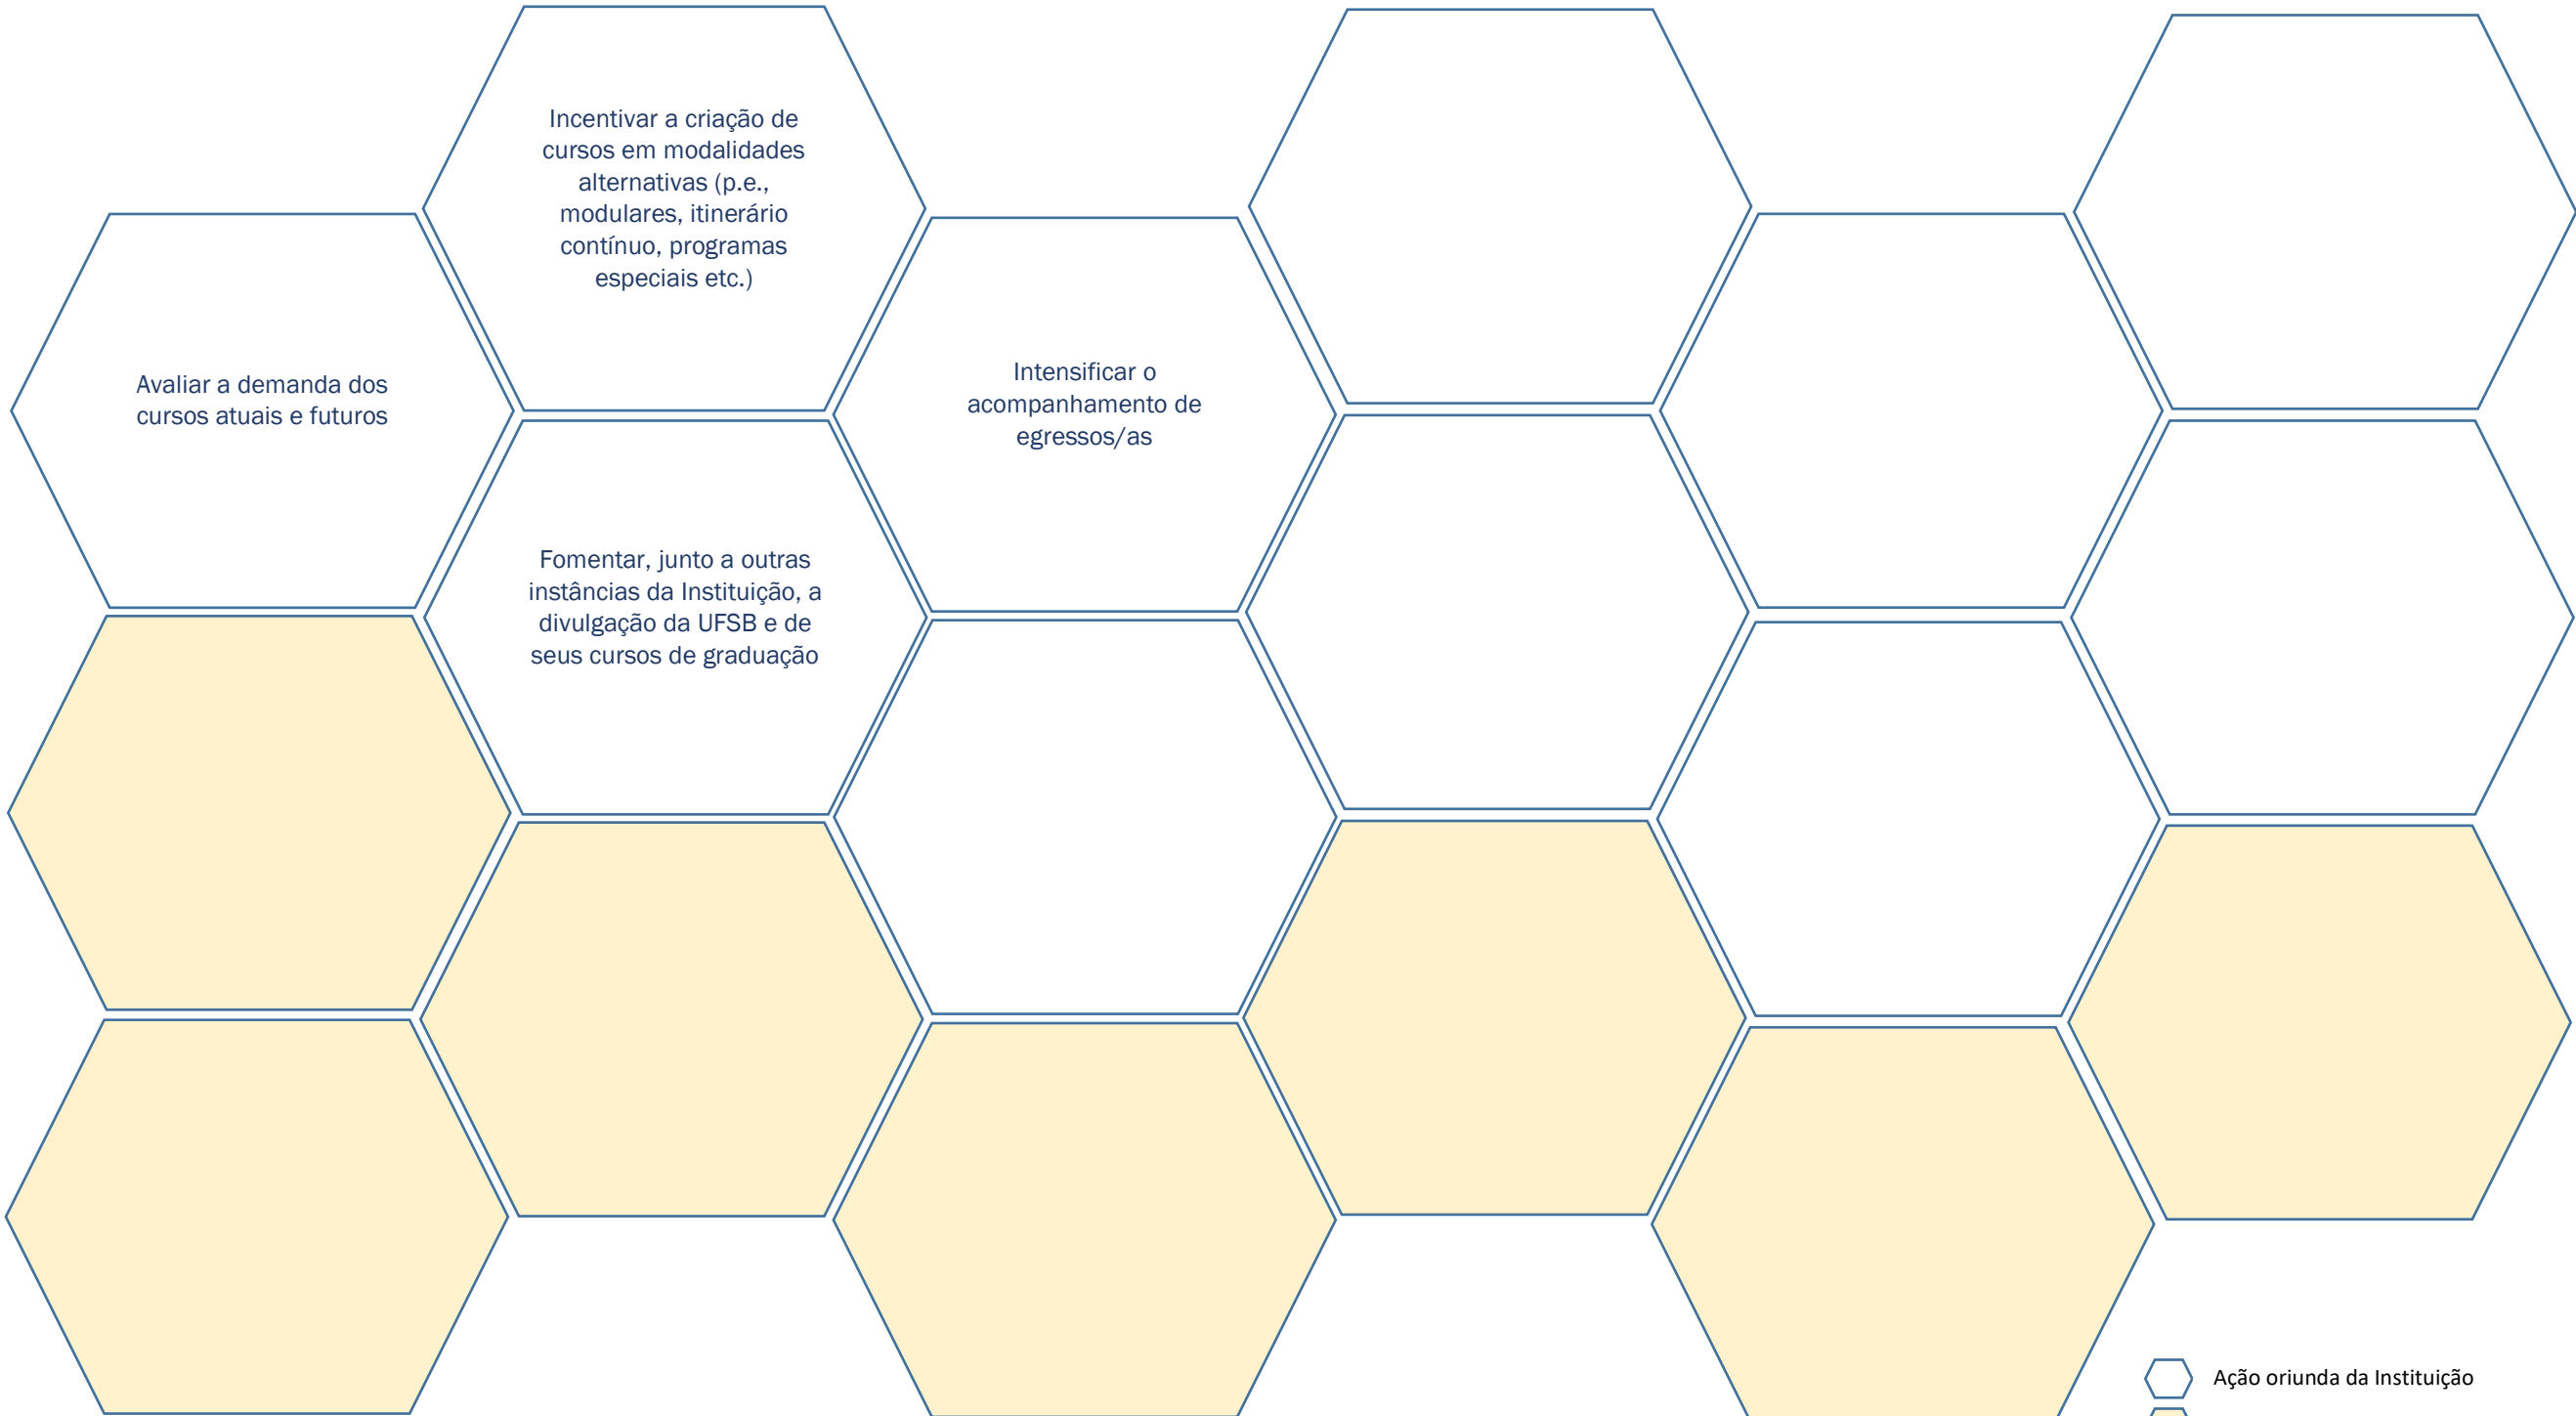 Incentivar a criação de
cursos em modalidades
alternativas (p.e.,
modulares, itinerário
contínuo, programas
especiais etc.)
Avaliar a demanda dos
cursos atuais e futuros
Intensificar o
acompanhamento de
egressos/as
Fomentar, junto a outras
instâncias da Instituição, a
divulgação da UFSB e de
seus cursos de graduação
Ação oriunda da Instituição